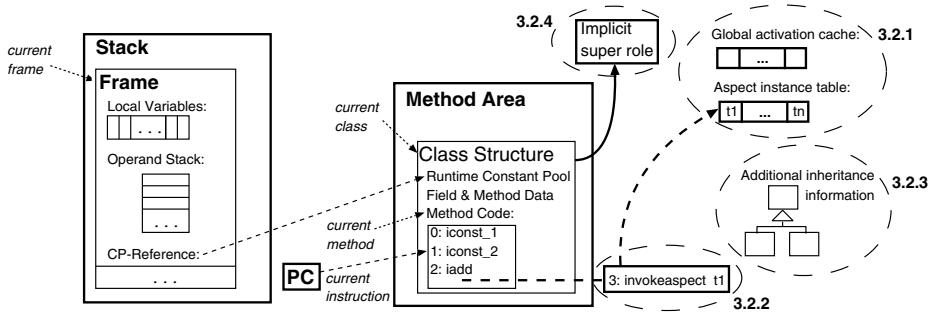 current
frame
Stack
Frame
Local Variables:
. . .
Operand Stack:
. . .
CP-Reference:
. . .
PC
Method Area
current
class
Class Structure
Runtime Constant Pool
Field & Method Data
Method Code:
current
method
0: iconst_1
1: iconst_2
2: iadd
current
instruction
3.2.4
Implicit
super role
Global activation cache:
3.2.1
...
Aspect instance table:
t1 ... tn
Additional inheritance
information
3.2.3
3: invokeaspect t1
3.2.2